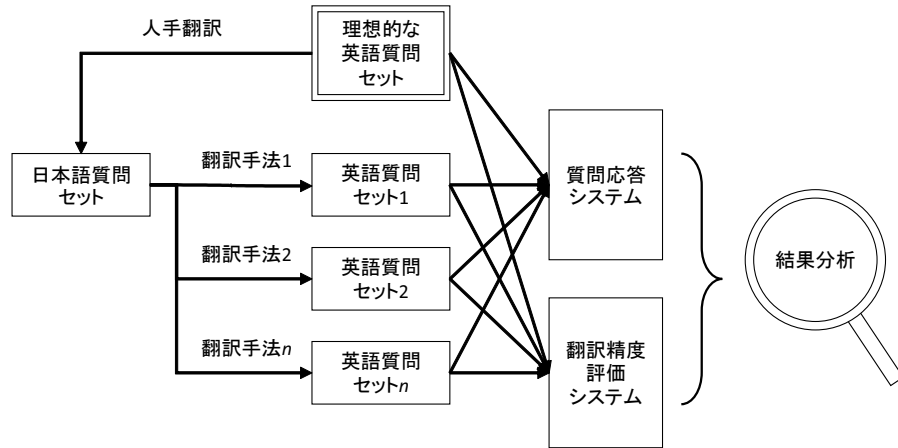 人手翻訳
理想的な
英語質問
セット
日本語質問
セット
翻訳手法1
英語質問
セット1
翻訳手法2
英語質問
セット2
翻訳手法n
英語質問
セットn
質問応答
システム
翻訳精度
評価
システム
結果分析